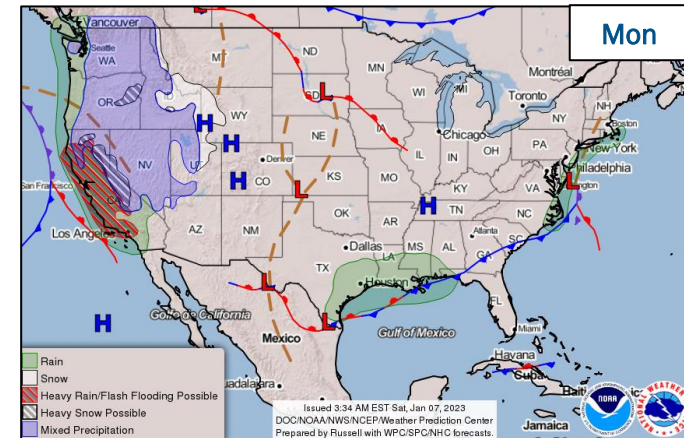 Mon
Vancouver
Seattle
WA
MT
ND
MN
Montréal
OR
ID
SD
WI
MI
Toronto
NH
WY
NY
Boston
NE
IA
Chicago
New York
NV
UT
Denver
IL
IN
OH
PA
Philadelphia
San Francisco
CA
CO
KS
MO
KY
VA
Los Angeles
AZ
NM
OK
AR
TN
NC
Atlanta
SC
Dallas
MS
AL
GA
TX
LA
Houston
FL
Golfo de California
Miami
Mexico
Gulf of Mexico
Havana
Cuba
Jamaica
H
H
H
H
H
L
L
L
L
L
L
Rain
Snow
Heavy Rain/Flash Flooding Possible
Heavy Snow Possible
Mixed Precipitation
Issued 3:34 AM EST Sat, Jan 07, 2023
DOC/NOAA/NWS/NCEP/Weather Prediction Center
Prepared by Russell with WPC/SPC/NHC forecasts.
NOAA